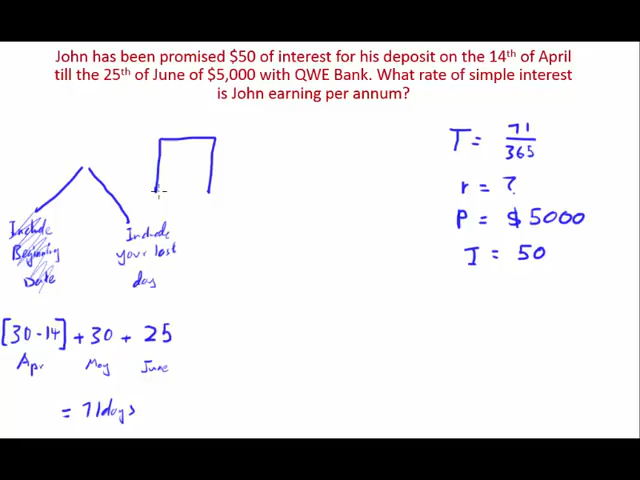 John has been promised $50 of interest for his deposit on the 14th of April
till the 25th of June of $5,000 with QWE Bank. What rate of simple interest
is John earning per annum?
T = 71/365
r = ?
P = $5000
I = 50
Include
Beginning
Date
Include
your last
day
[30-14] + 30 + 25
Apr May June
= 71days